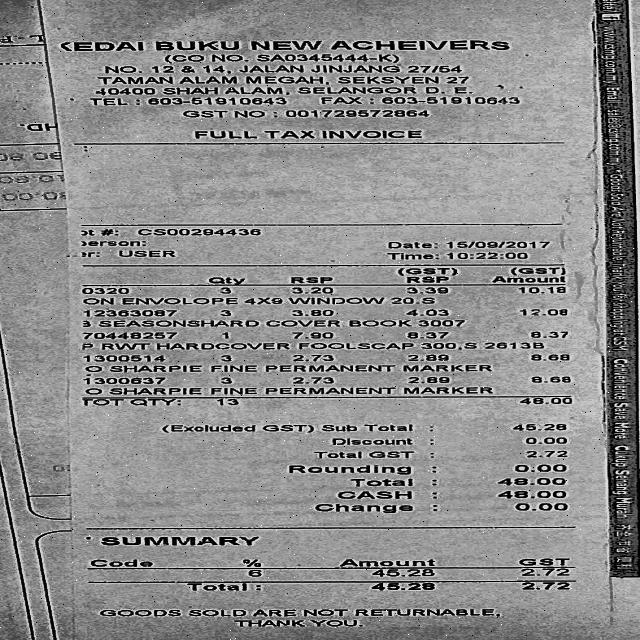 KEDAI BUKU NEW ACHEIVERS
(CO NO. SA0345444-K)
NO. 12 & 14, JALAN JINJANG 27/54
TAMAN ALAM MEGAH, SEKSYEN 27
40400 SHAH ALAM, SELANGOR D. E.
TEL : 603-51910643 FAX : 603-51910643
GST NO : 001729572864
FULL TAX INVOICE
#: CS00294436
Date: 15/09/2017
USER Time: 10:22:00
(GST) (GST)
Qty RSP RSP Amount
0320 3 3.20 3.39 10.18
ON ENVOLOPE 4X9 WINDOW 20,S
12363087 3 3.80 4.03 12.08
SEASONSHARD COVER BOOK 3007
70448257 1 7.90 8.37 8.37
P RWT HARDCOVER FOOLSCAP 300,S 2613B
1300514 3 2.73 2.89 8.68
O SHARPIE FINE PERMANENT MARKER
1300637 3 2.73 2.89 8.68
O SHARPIE FINE PERMANENT MARKER
TOT QTY: 13 48.00
(Excluded GST) Sub Total : 45.28
Discount : 0.00
Total GST : 2.72
Rounding : 0.00
Total : 48.00
CASH : 48.00
Change : 0.00
SUMMARY
Code % Amount GST
6 45.28 2.72
Total : 45.28 2.72
GOODS SOLD ARE NOT RETURNABLE,
THANK YOU.